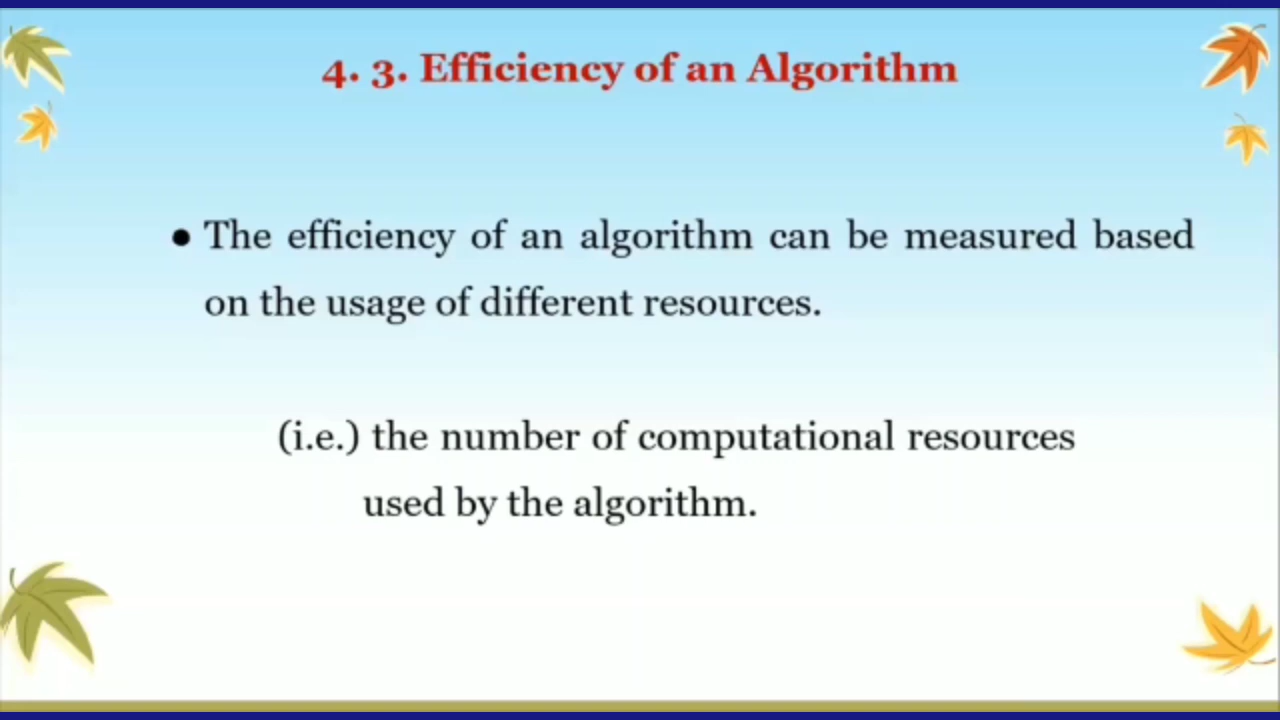 4. 3. Efficiency of an Algorithm
● The efficiency of an algorithm can be measured based
on the usage of different resources.
(i.e.) the number of computational resources
used by the algorithm.